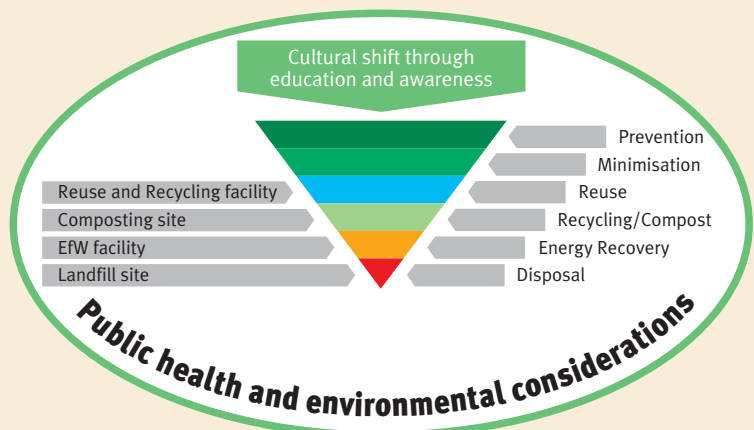 Cultural shift through
education and awareness
Prevention
Minimisation
Reuse and Recycling facility
Reuse
Composting site
Recycling/Compost
EfW facility
Energy Recovery
Landfill site
Disposal
Public health and environmental considerations